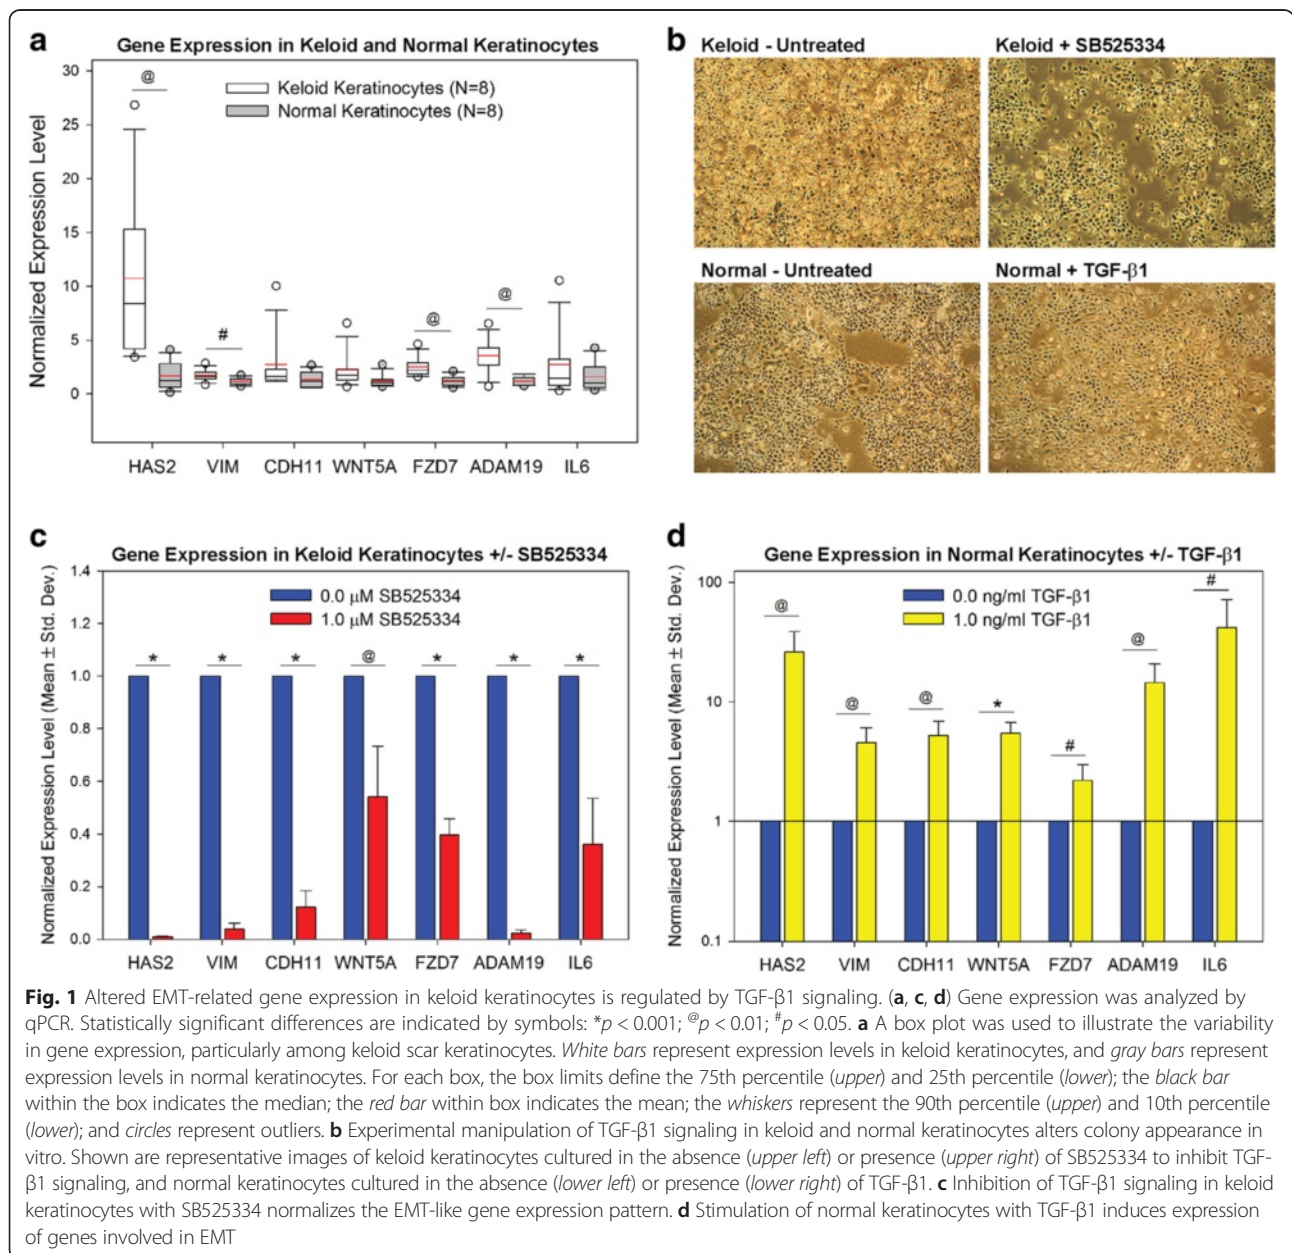 a
Gene Expression in Keloid and Normal Keratinocytes
Normalized Expression Level
30
25
20
15
10
5
0
Keloid Keratinocytes (N=8)
Normal Keratinocytes (N=8)
@
#
@
@
HAS2 VIM CDH11 WNT5A FZD7 ADAM19 IL6
b
Keloid - Untreated
Keloid + SB525334
Normal - Untreated
Normal + TGF-β1
c
Gene Expression in Keloid Keratinocytes +/- SB525334
Normalized Expression Level (Mean ± Std. Dev.)
1.4
1.2
1.0
0.8
0.6
0.4
0.2
0.0
0.0 μM SB525334
1.0 μM SB525334
* * * @ * * *
HAS2 VIM CDH11 WNT5A FZD7 ADAM19 IL6
d
Gene Expression in Normal Keratinocytes +/- TGF-β1
Normalized Expression Level (Mean ± Std. Dev.)
100
10
1
0.1
0.0 ng/ml TGF-β1
1.0 ng/ml TGF-β1
@ @ @ * # @ #
HAS2 VIM CDH11 WNT5A FZD7 ADAM19 IL6
Fig. 1 Altered EMT-related gene expression in keloid keratinocytes is regulated by TGF-β1 signaling. (a, c, d) Gene expression was analyzed by
qPCR. Statistically significant differences are indicated by symbols: *p < 0.001; @p < 0.01; #p < 0.05. a A box plot was used to illustrate the variability
in gene expression, particularly among keloid scar keratinocytes. White bars represent expression levels in keloid keratinocytes, and gray bars represent
expression levels in normal keratinocytes. For each box, the box limits define the 75th percentile (upper) and 25th percentile (lower); the black bar
within the box indicates the median; the red bar within box indicates the mean; the whiskers represent the 90th percentile (upper) and 10th percentile
(lower); and circles represent outliers. b Experimental manipulation of TGF-β1 signaling in keloid and normal keratinocytes alters colony appearance in
vitro. Shown are representative images of keloid keratinocytes cultured in the absence (upper left) or presence (upper right) of SB525334 to inhibit TGF-
β1 signaling, and normal keratinocytes cultured in the absence (lower left) or presence (lower right) of TGF-β1. c Inhibition of TGF-β1 signaling in keloid
keratinocytes with SB525334 normalizes the EMT-like gene expression pattern. d Stimulation of normal keratinocytes with TGF-β1 induces expression
of genes involved in EMT